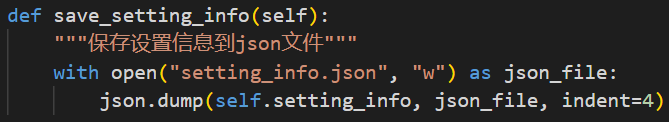 def save_setting_info(self):
    """保存设置信息到json文件"""
    with open("setting_info.json", "w") as json_file:
        json.dump(self.setting_info, json_file, indent=4)